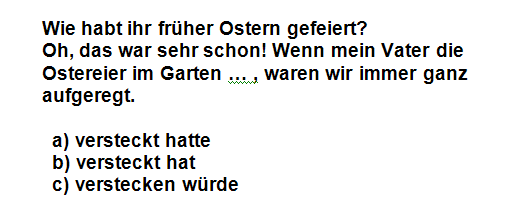 Wie habt ihr früher Ostern gefeiert?
Oh, das war sehr schon! Wenn mein Vater die
Ostereier im Garten ... , waren wir immer ganz
aufgeregt.
a) versteckt hatte
b) versteckt hat
c) verstecken würde